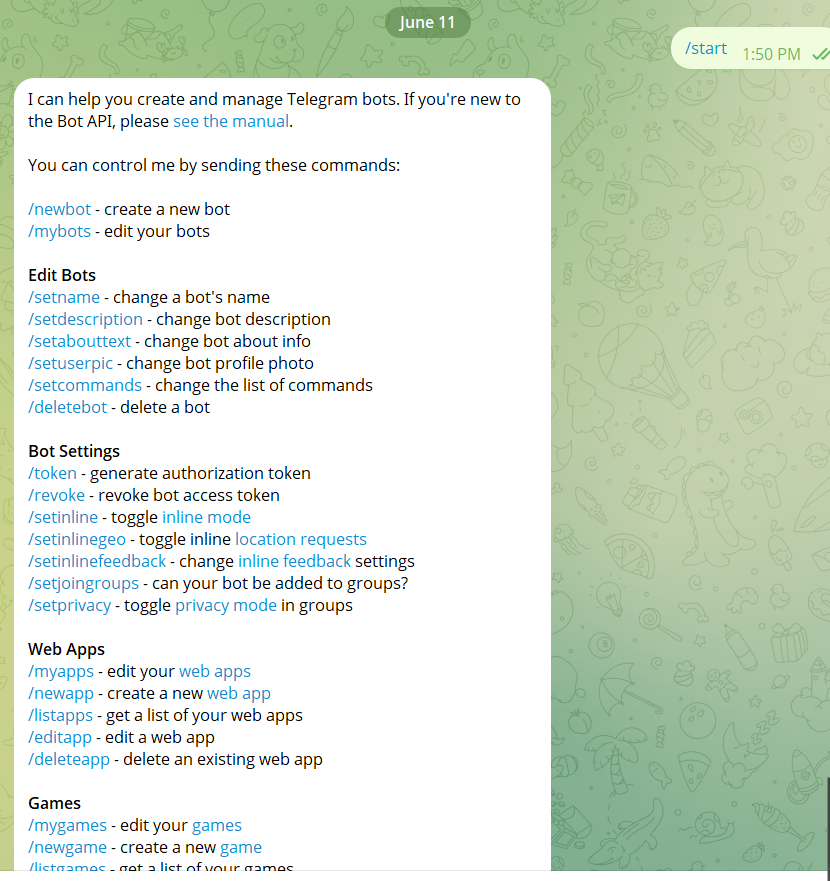 June 11
/start 1:50 PM
I can help you create and manage Telegram bots. If you're new to
the Bot API, please see the manual.
You can control me by sending these commands:
/newbot - create a new bot
/mybots - edit your bots
Edit Bots
/setname - change a bot's name
/setdescription - change bot description
/setabouttext - change bot about info
/setuserpic - change bot profile photo
/setcommands - change the list of commands
/deletebot - delete a bot
Bot Settings
/token - generate authorization token
/revoke - revoke bot access token
/setinline - toggle inline mode
/setinlinegeo - toggle inline location requests
/setinlinefeedback - change inline feedback settings
/setjoingroups - can your bot be added to groups?
/setprivacy - toggle privacy mode in groups
Web Apps
/myapps - edit your web apps
/newapp - create a new web app
/listapps - get a list of your web apps
/editapp - edit a web app
/deleteapp - delete an existing web app
Games
/mygames - edit your games
/newgame - create a new game
/listgames - get a list of your games